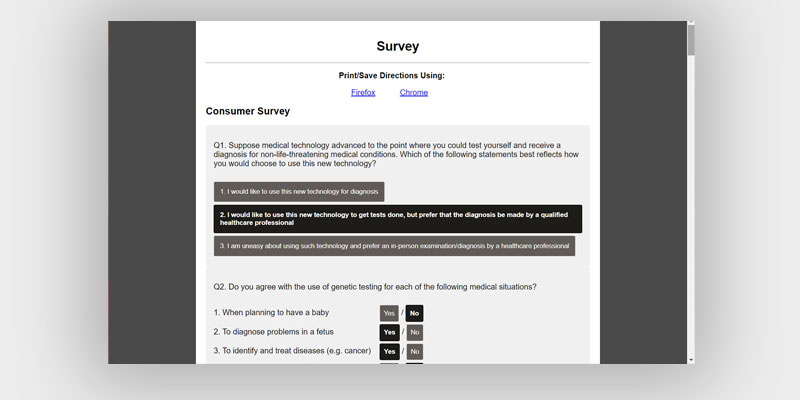 Survey
Print/Save Directions Using:
Firefox Chrome
Consumer Survey
Q1. Suppose medical technology advanced to the point where you could test yourself and receive a
diagnosis for non-life-threatening medical conditions. Which of the following statements best reflects how
you would choose to use this new technology?
1. I would like to use this new technology for diagnosis
2. I would like to use this new technology to get tests done, but prefer that the diagnosis be made by a qualified
healthcare professional
3. I am uneasy about using such technology and prefer an in-person examination/diagnosis by a healthcare professional
Q2. Do you agree with the use of genetic testing for each of the following medical situations?
1. When planning to have a baby Yes / No
2. To diagnose problems in a fetus Yes / No
3. To identify and treat diseases (e.g. cancer) Yes / No